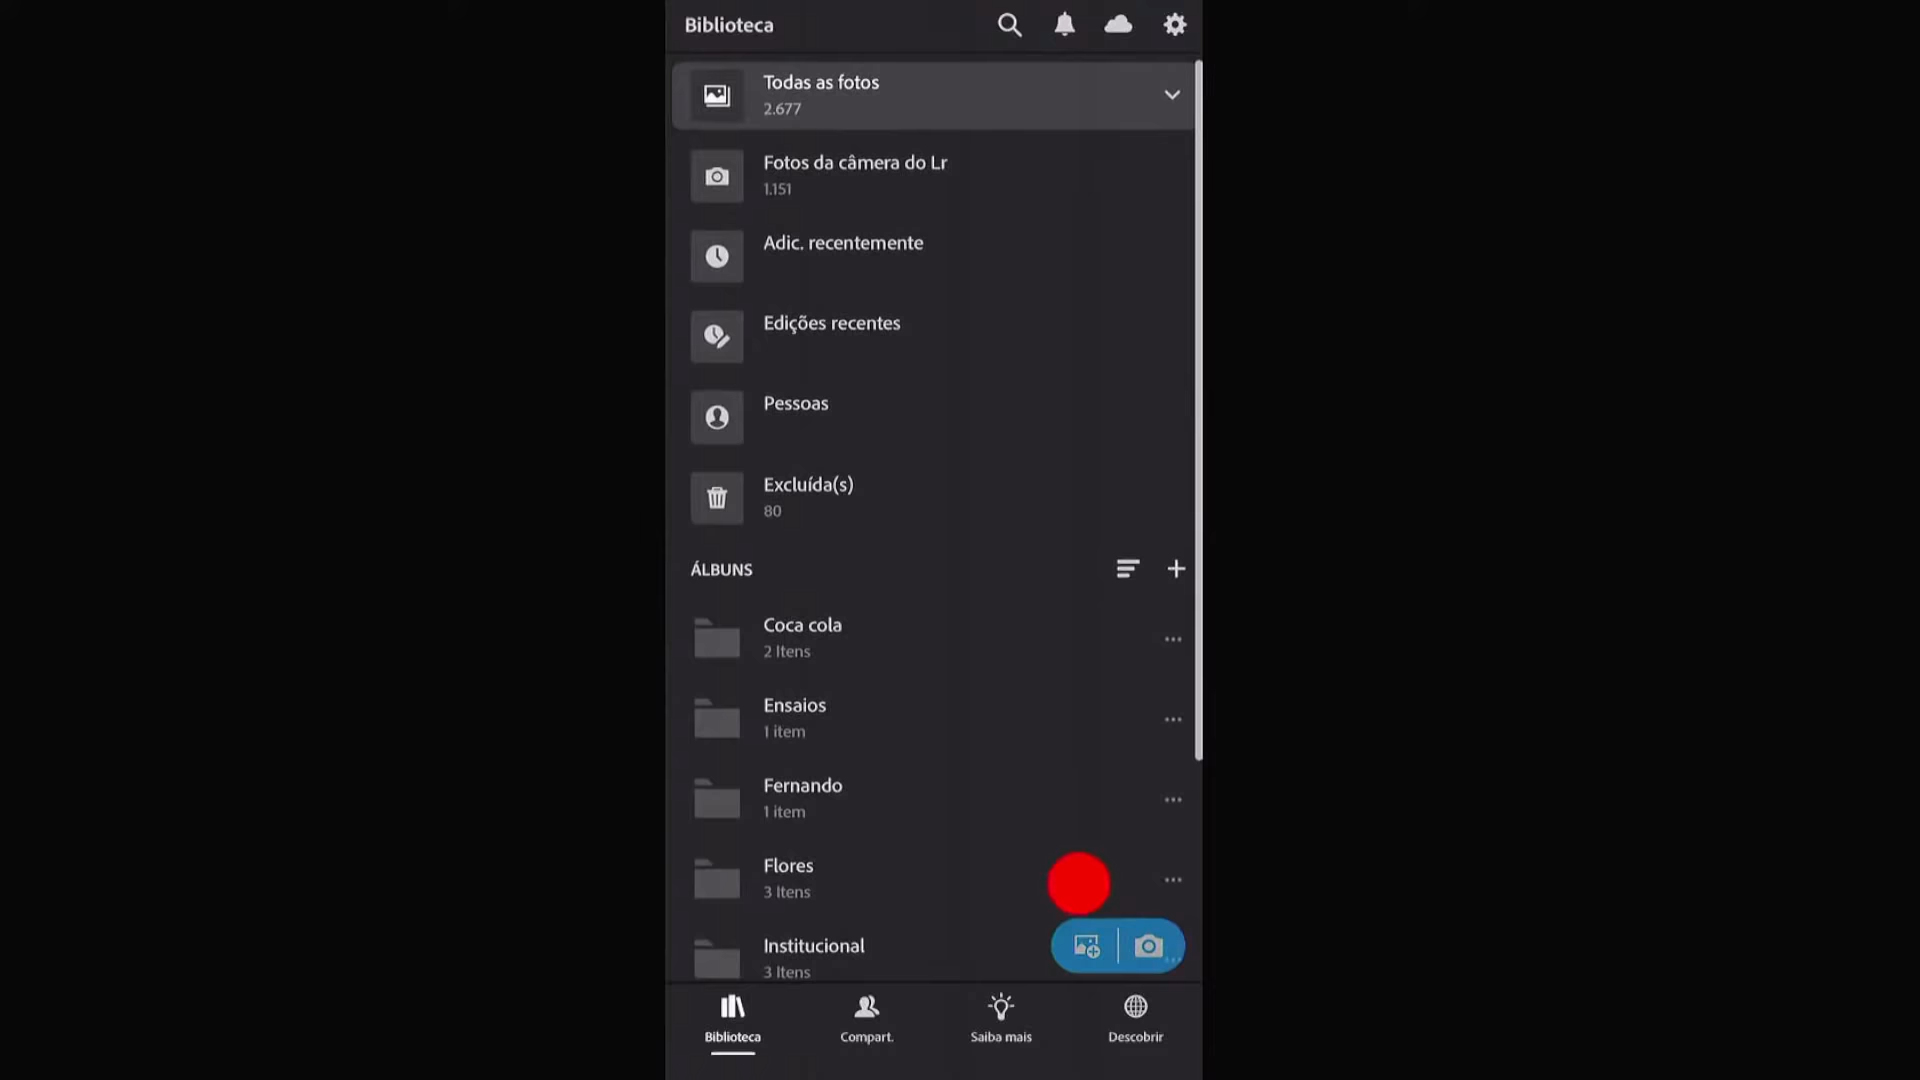 Biblioteca
Todas as fotos
2.677
Fotos da câmera do Lr
1.151
Adic. recentemente
Edições recentes
Pessoas
Excluída(s)
80
ÁLBUNS
Coca cola
2 Itens
Ensaios
1 item
Fernando
1 item
Flores
3 Itens
Institucional
3 Itens
Biblioteca
Compart.
Saiba mais
Descobrir